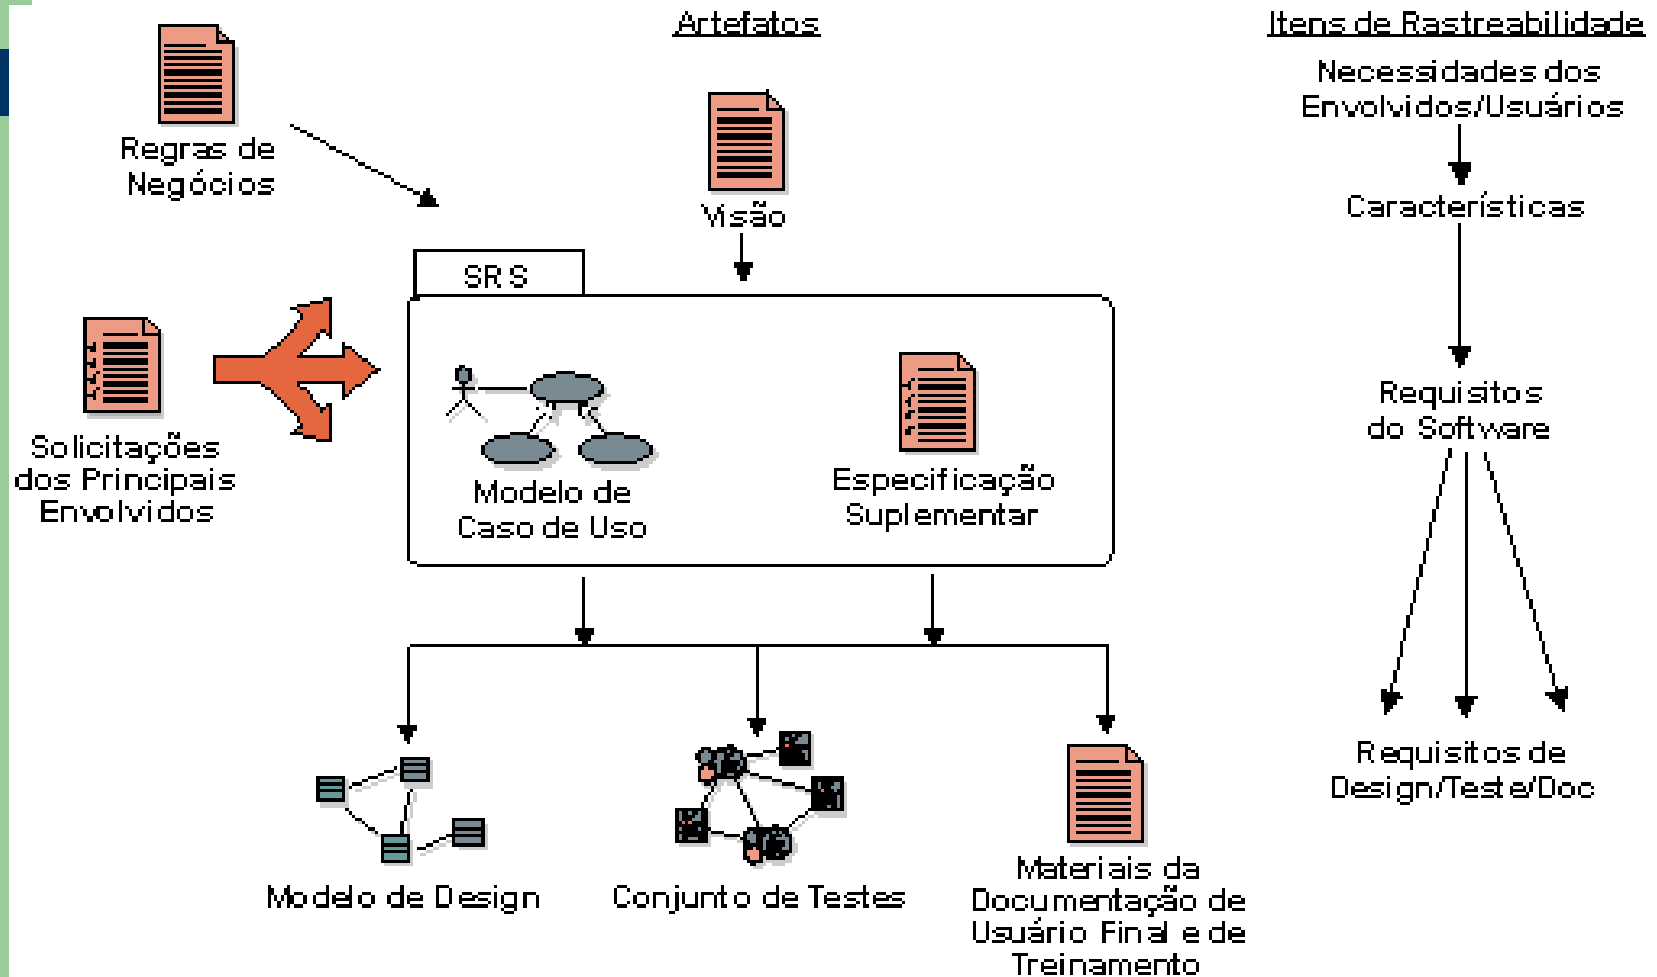 Artefatos
Itens de Rastreabilidade
Regras de
Negócios
Visão
Necessidades dos
Envolvidos/Usuários
Características
SRS
Solicitações
dos Principais
Envolvidos
Modelo de
Caso de Uso
Especificação
Suplementar
Requisitos
do Software
Modelo de Design
Conjunto de Testes
Materiais da
Documentação de
Usuário Final e de
Treinamento
Requisitos de
Design/Teste/Doc